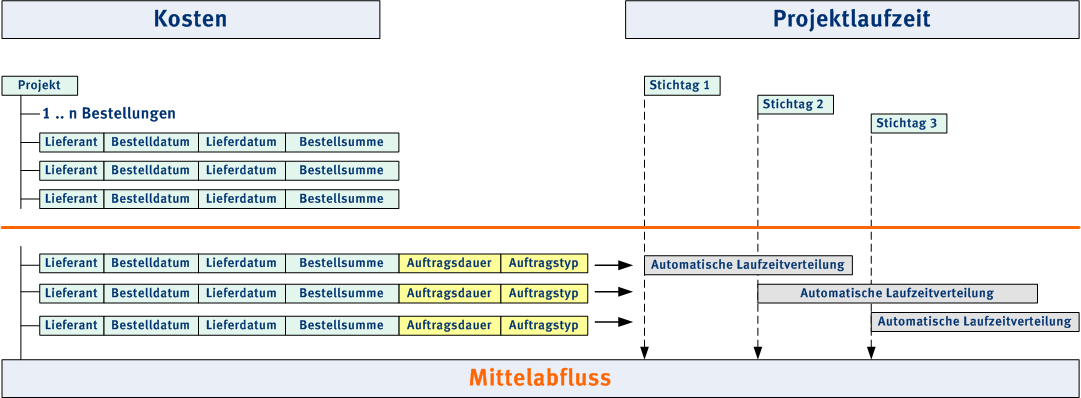 Kosten
Projektlaufzeit
Projekt
Stichtag 1
Stichtag 2
1 .. n Bestellungen
Stichtag 3
Lieferant Bestelldatum Lieferdatum Bestellsumme
Lieferant Bestelldatum Lieferdatum Bestellsumme
Lieferant Bestelldatum Lieferdatum Bestellsumme
Lieferant Bestelldatum Lieferdatum Bestellsumme Auftragsdauer Auftragstyp Automatische Laufzeitverteilung
Lieferant Bestelldatum Lieferdatum Bestellsumme Auftragsdauer Auftragstyp Automatische Laufzeitverteilung
Lieferant Bestelldatum Lieferdatum Bestellsumme Auftragsdauer Auftragstyp Automatische Laufzeitverteilung
Mittelabfluss